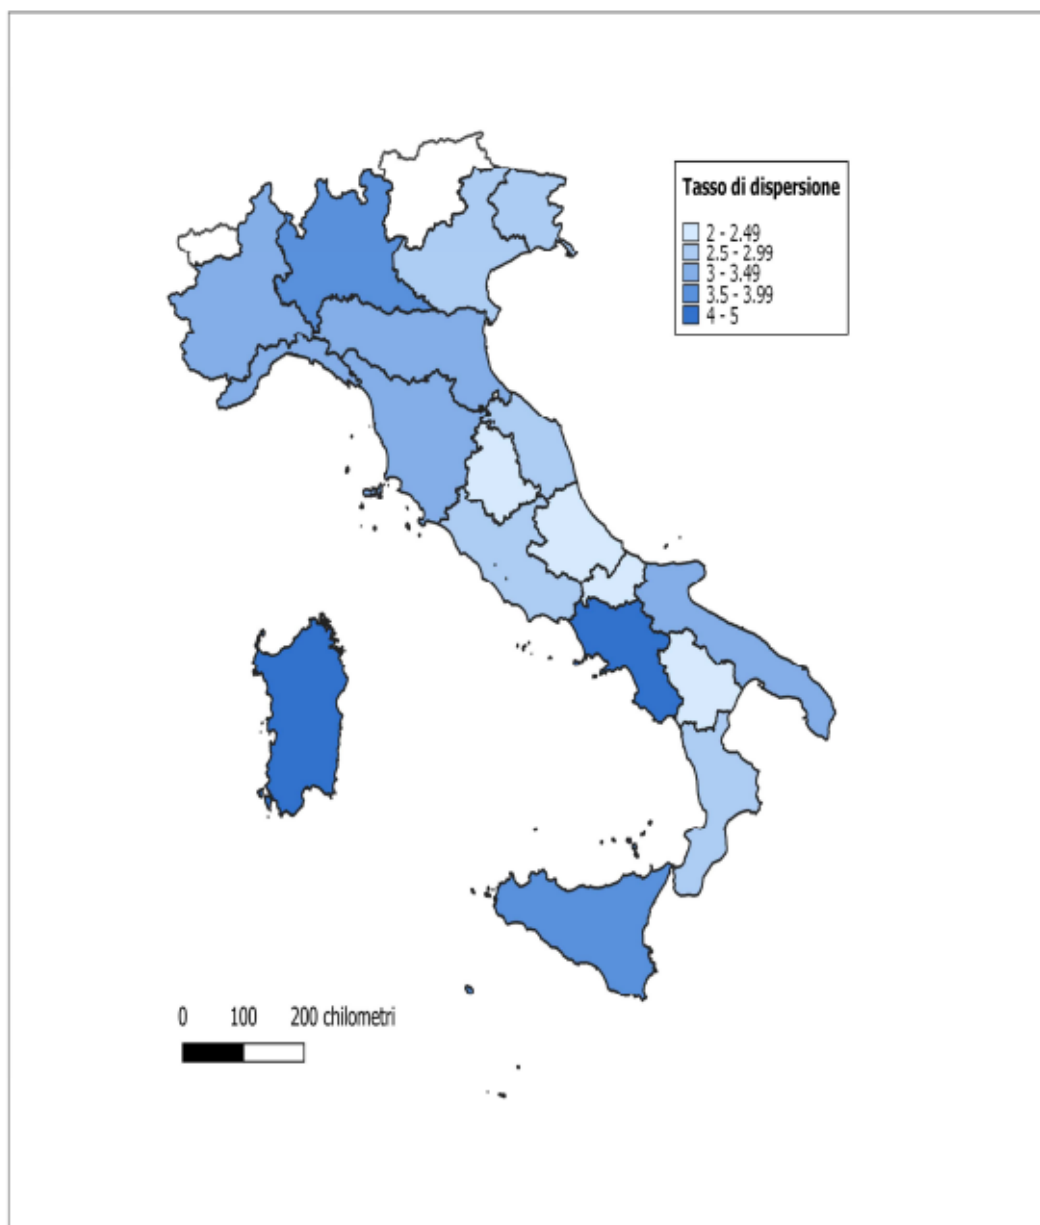 Tasso di dispersione
2 - 2.49
2.5 - 2.99
3 - 3.49
3.5 - 3.99
4 - 5
0 100 200 chilometri